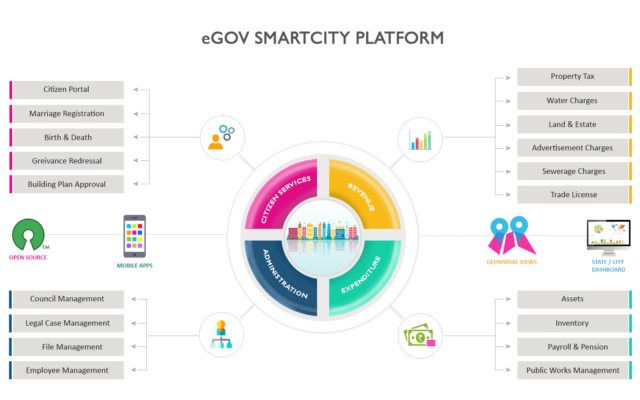 eGOV SMARTCITY PLATFORM
Citizen Portal
Marriage Registration
Birth & Death
Greivance Redressal
Building Plan Approval
Property Tax
Water Charges
Land & Estate
Advertisement Charges
Sewerage Charges
Trade License
CITIZEN SERVICES
REVENUE
ADMINISTRATION
EXPENDITURE
TM
OPEN SOURCE
MOBILE APPS
GEOSPATIAL VIEWS
STATE / CITY
DASHBOARD
Council Management
Legal Case Management
File Management
Employee Management
Assets
Inventory
Payroll & Pension
Public Works Management